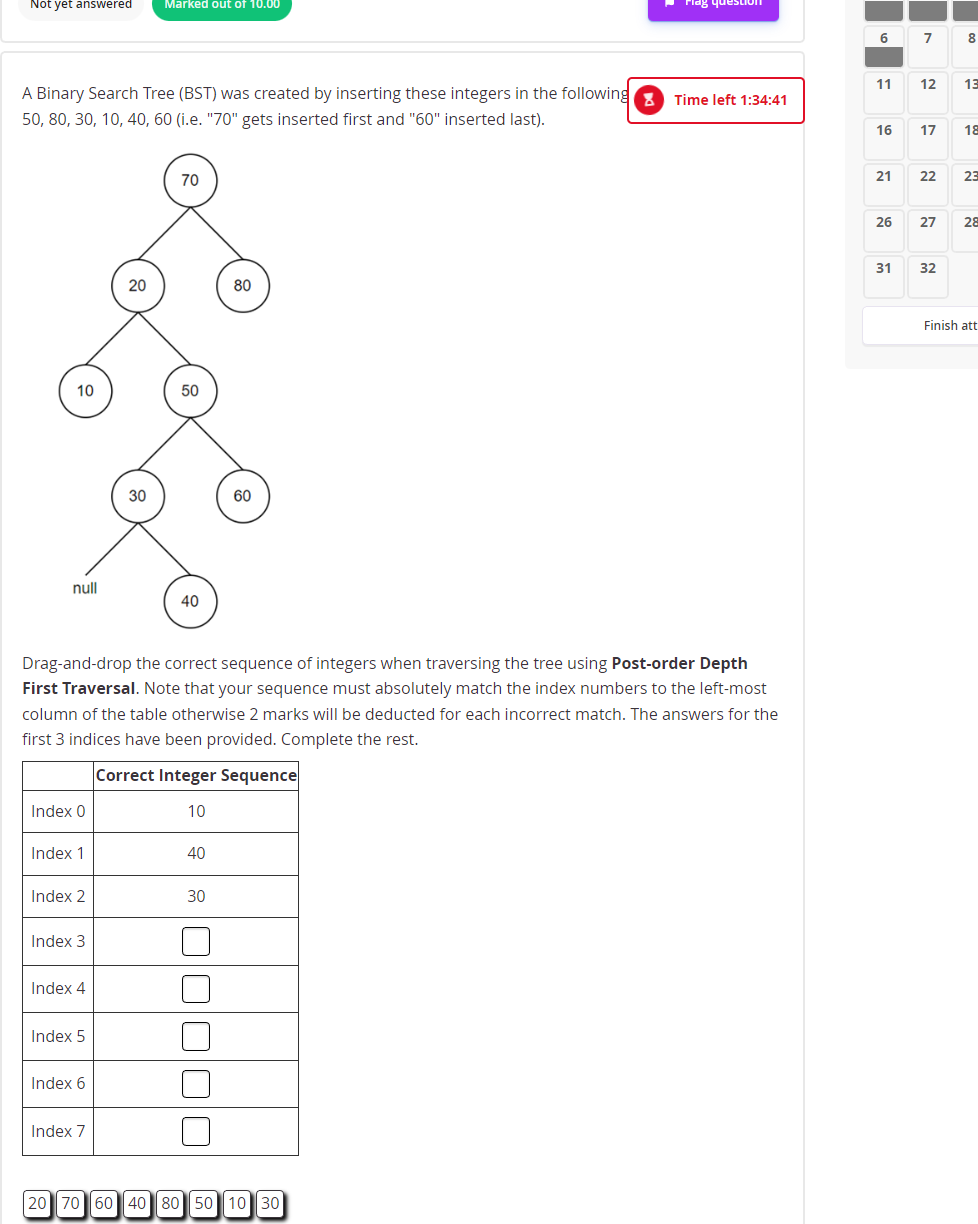 Not yet answered
Marked out of 10.00
Flag question
6 7 8
11 12 13
16 17 18
21 22 23
26 27 28
31 32
Finish att
Time left 1:34:41
A Binary Search Tree (BST) was created by inserting these integers in the following
50, 80, 30, 10, 40, 60 (i.e. "70" gets inserted first and "60" inserted last).
70
20 80
10 50
30 60
null
40
Drag-and-drop the correct sequence of integers when traversing the tree using Post-order Depth
First Traversal. Note that your sequence must absolutely match the index numbers to the left-most
column of the table otherwise 2 marks will be deducted for each incorrect match. The answers for the
first 3 indices have been provided. Complete the rest.
Correct Integer Sequence
Index 0 10
Index 1 40
Index 2 30
Index 3
Index 4
Index 5
Index 6
Index 7
20 70 60 40 80 50 10 30